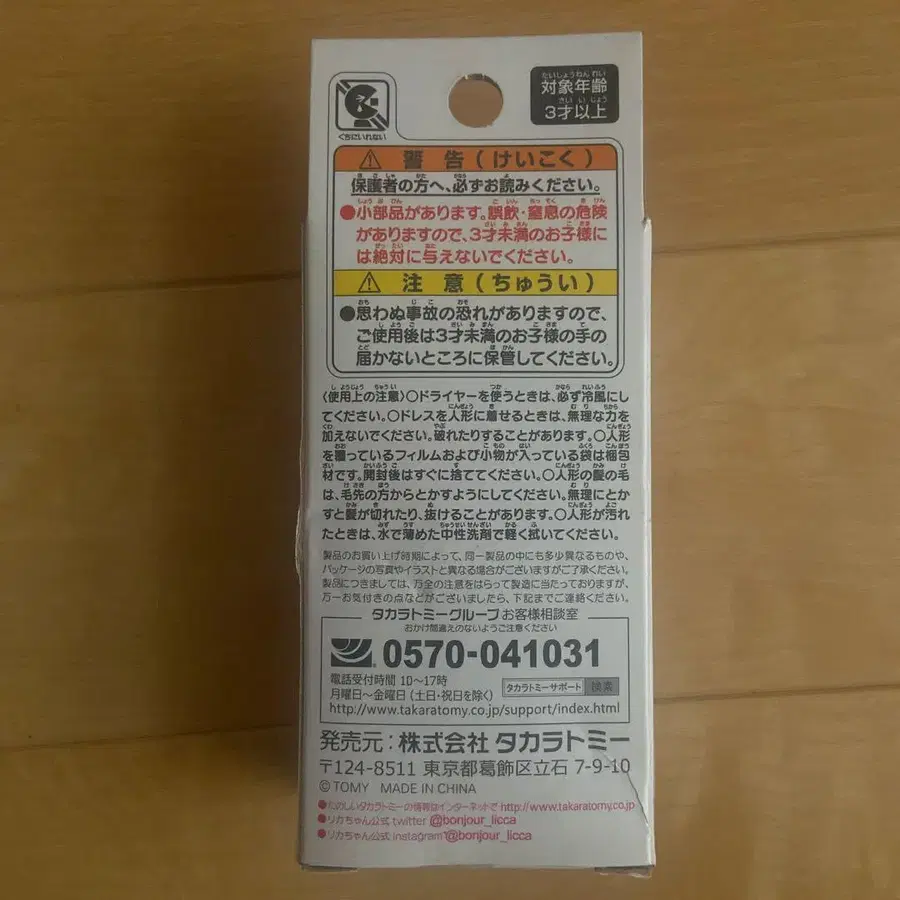 くちにいれない
対象年齢
3才以上
⚠ 警告(けいこく)
保護者の方へ、必ずお読みください。
●小部品があります。誤飲・窒息の危険
がありますので、3才未満のお子様に
は絶対に与えないでください。
⚠ 注意(ちゅうい)
●思わぬ事故の恐れがありますので、
ご使用後は3才未満のお子様の手の
届かないところに保管してください。
〈使用上の注意〉〇ドライヤーを使うときは、必ず冷風にし
てください。〇ドレスを人形に着せるときは、無理な力を
加えないでください。破れたりすることがあります。〇人形
を覆っているフィルムおよび小物が入っている袋は梱包
材です。開封後はすぐに捨ててください。〇人形の髪の毛
は、毛先の方からとかすようにしてください。無理にとか
すと髪が切れたり、抜けることがあります。〇人形が汚れ
たときは、水で薄めた中性洗剤で軽く拭いてください。
製品のお買い上げ時期によって、同一製品の中にも多少異なるものや、
パッケージの写真やイラストと異なる場合がございますがご了承ください。
製品につきましては、万全の注意をはらって製造に当たっておりますが、
万一お気付きの点などがございましたら、下記までご連絡ください。
タカラトミーグループ お客様相談室
おかけ間違えのないようご注意ください
0570-041031
電話受付時間 10〜17時
月曜日〜金曜日(土日・祝日を除く)
タカラトミーサポート 検索
http://www.takaratomy.co.jp/support/index.html
発売元:株式会社 タカラトミー
〒124-8511 東京都葛飾区立石 7-9-10
© TOMY MADE IN CHINA
●たのしいタカラトミーの情報はインターネットで http://www.takaratomy.co.jp
●リカちゃん公式 twitter @bonjour_licca
●リカちゃん公式 instagram @bonjour_licca